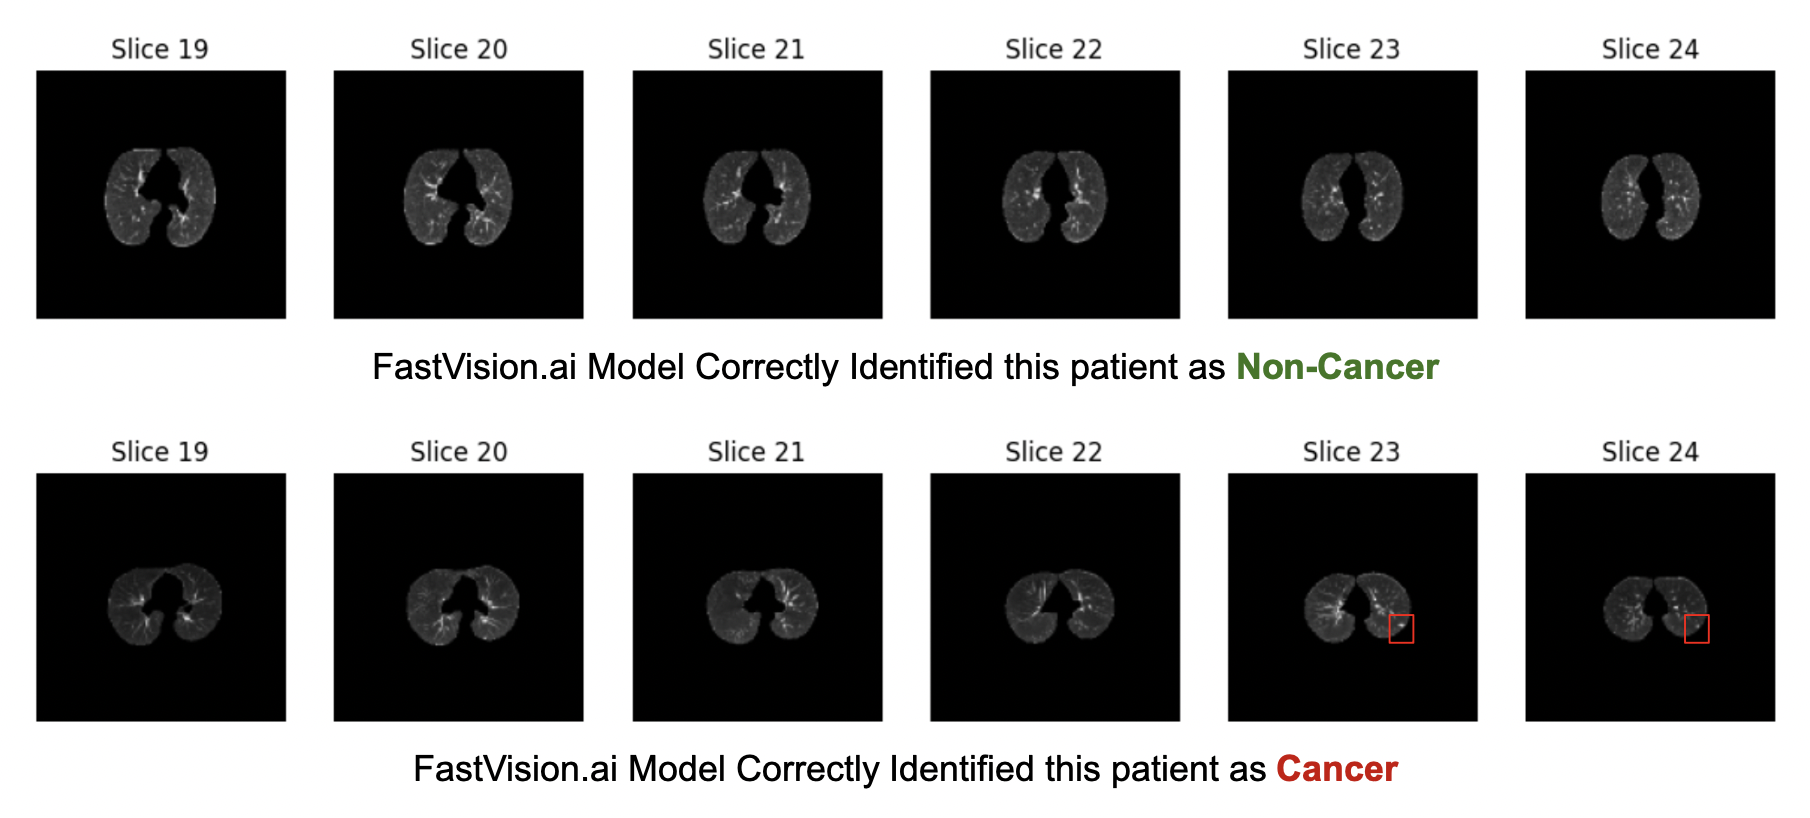 Slice 19 Slice 20 Slice 21 Slice 22 Slice 23 Slice 24
FastVision.ai Model Correctly Identified this patient as Non-Cancer
Slice 19 Slice 20 Slice 21 Slice 22 Slice 23 Slice 24
FastVision.ai Model Correctly Identified this patient as Cancer